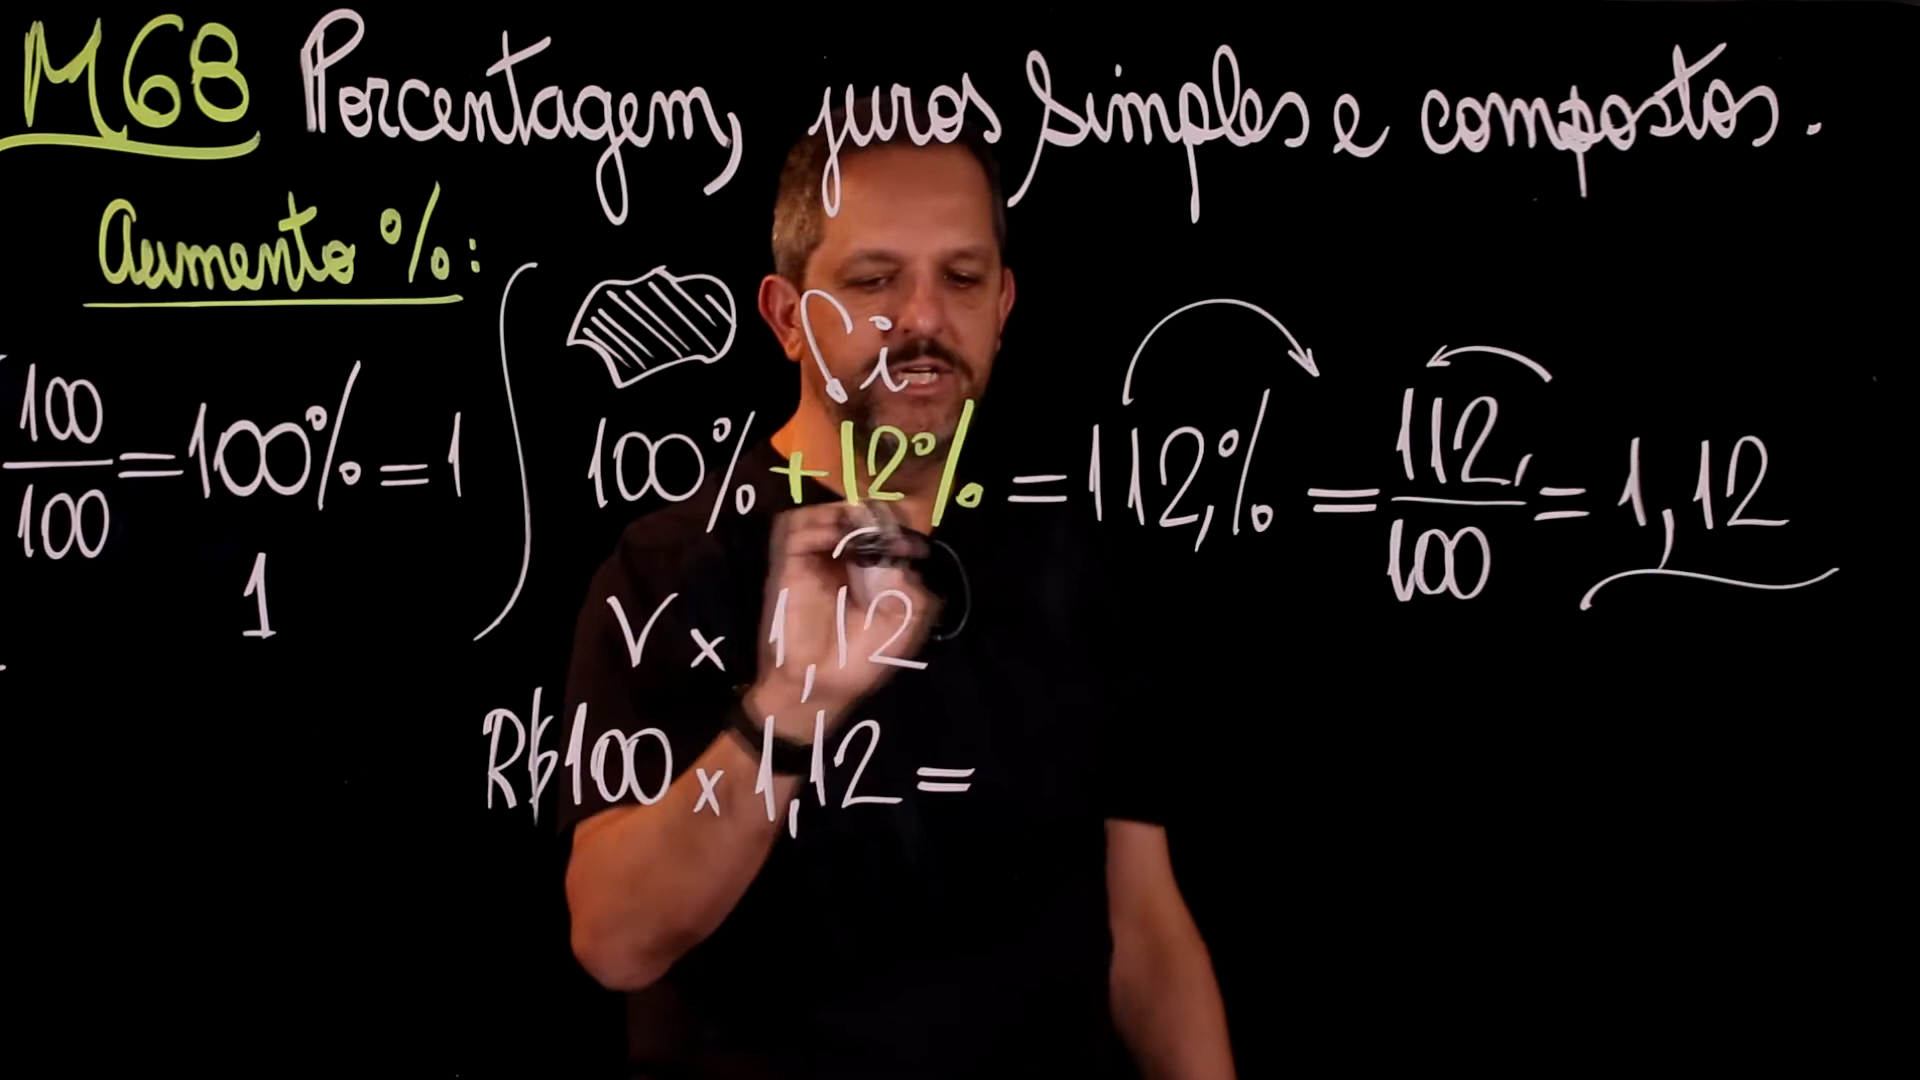 M68 Porcentagem, juros simples e compostos.
Aumento %:
100/100 = 100% = 1
1
i
100% + 12% = 112,% = 112,/100 = 1,12
V x 1,12
R$100 x 1,12 =